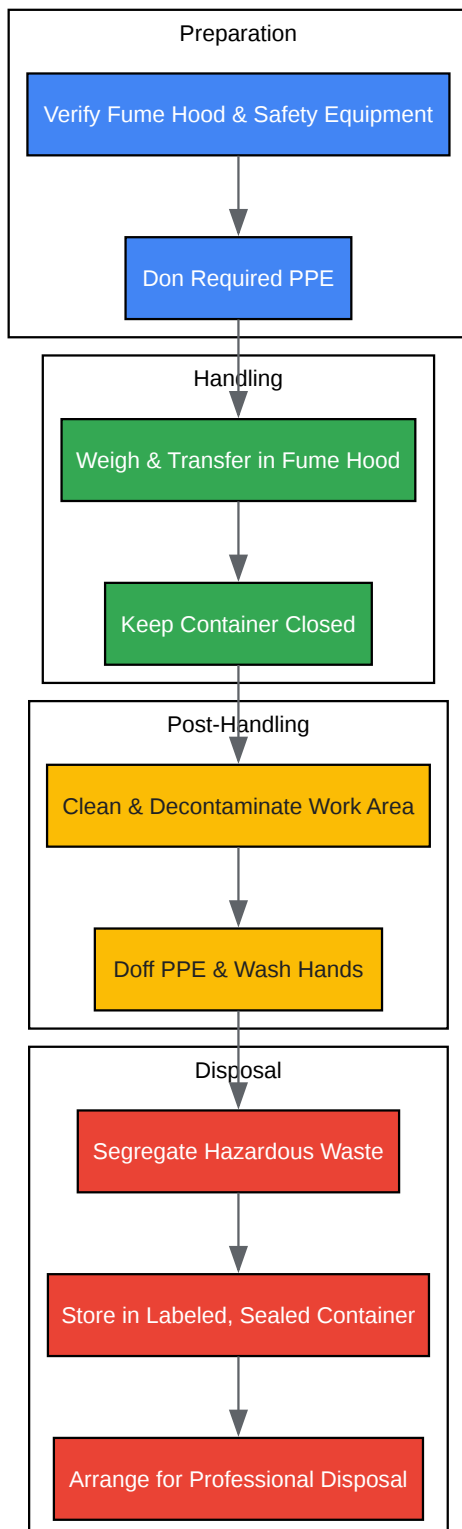 Preparation
Verify Fume Hood & Safety Equipment
Don Required PPE
Handling
Weigh & Transfer in Fume Hood
Keep Container Closed
Post-Handling
Clean & Decontaminate Work Area
Doff PPE & Wash Hands
Disposal
Segregate Hazardous Waste
Store in Labeled, Sealed Container
Arrange for Professional Disposal